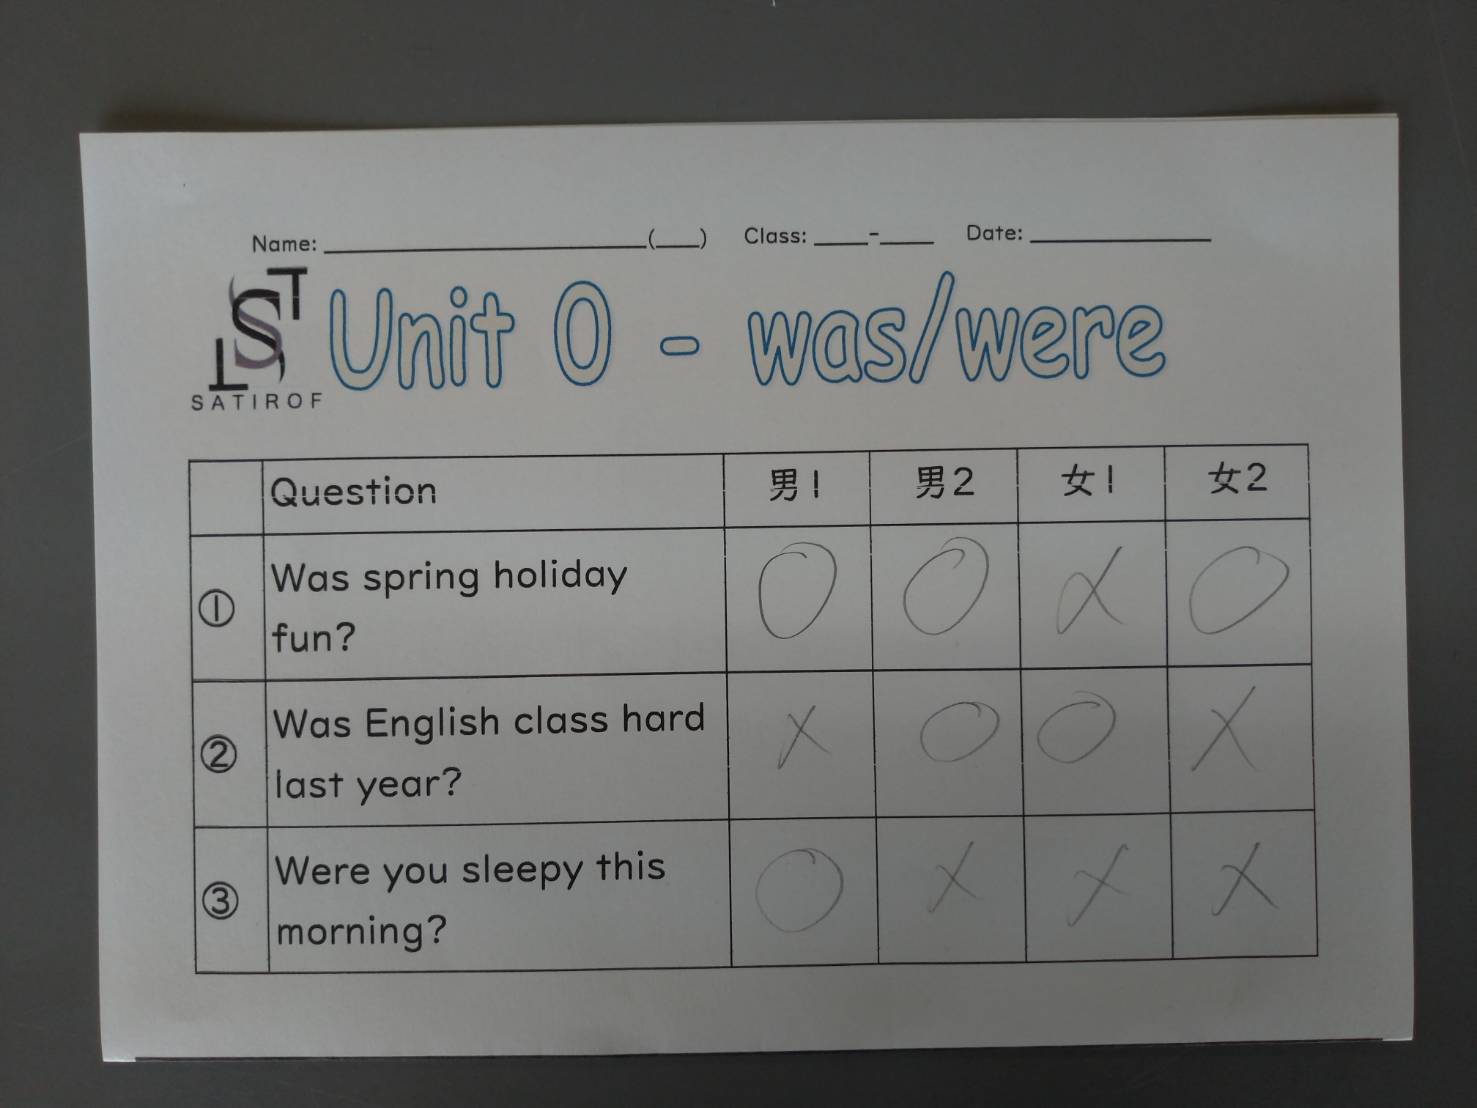 Name: ____________(___) Class: ____-____ Date: __________
SATIROF
Unit 0 - was/were
Question 男1 男2 女1 女2
① Was spring holiday fun? ○ ○ × ○
② Was English class hard last year? × ○ ○ ×
③ Were you sleepy this morning? ○ × × ×